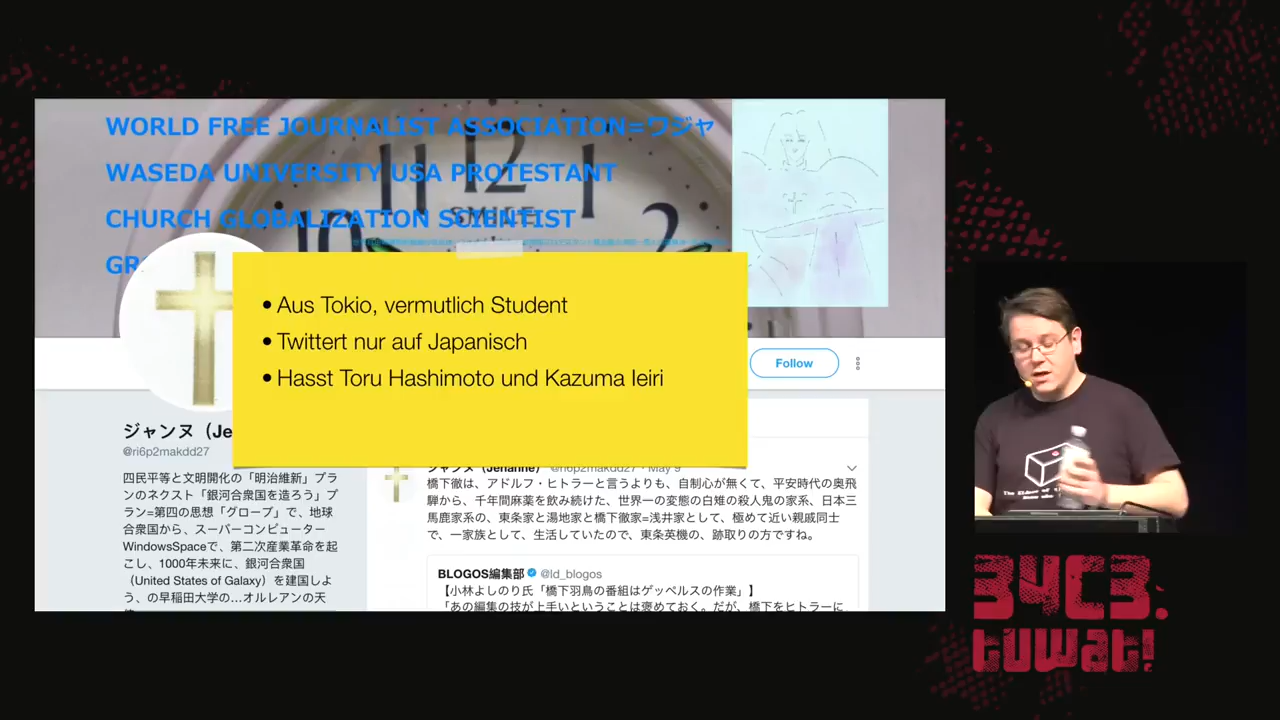 WORLD FREE JOURNALIST ASSOCIATION=ワジャ
WASEDA UNIVERSITY USA PROTESTANT
CHURCH GLOBALIZATION SCIENTIST
GR
12
11
1
10
2
SMILE
• Aus Tokio, vermutlich Student
• Twittert nur auf Japanisch
• Hasst Toru Hashimoto und Kazuma Ieiri
Follow
ジャンヌ（Je
@ri6p2makdd27
四民平等と文明開化の「明治維新」プラ
ンのネクスト「銀河合衆国を造ろう」プ
ラン=第四の思想「グローブ」で、地球
合衆国から、スーパーコンピューター
WindowsSpaceで、第二次産業革命を起
こし、1000年未来に、銀河合衆国
（United States of Galaxy）を建国しよ
う、の早稲田大学の...オルレアンの天
ジャンヌ（Jehanne） @ri6p2makdd27 · May 9
橋下徹は、アドルフ・ヒトラーと言うよりも、自制心が無くて、平安時代の奥飛
騨から、千年間麻薬を飲み続けた、世界一の変態の白雉の殺人鬼の家系、日本三
馬鹿家系の、東条家と湯地家と橋下徹家=浅井家として、極めて近い親戚同士
で、一家族として、生活していたので、東条英機の、跡取りの方ですね。
BLOGOS編集部 @ld_blogos
【小林よしのり氏「橋下羽鳥の番組はゲッペルスの作業」】
「あの編集の技が上手いということは褒めておく。だが、橋下をヒトラーに
34C3.
tuwat!